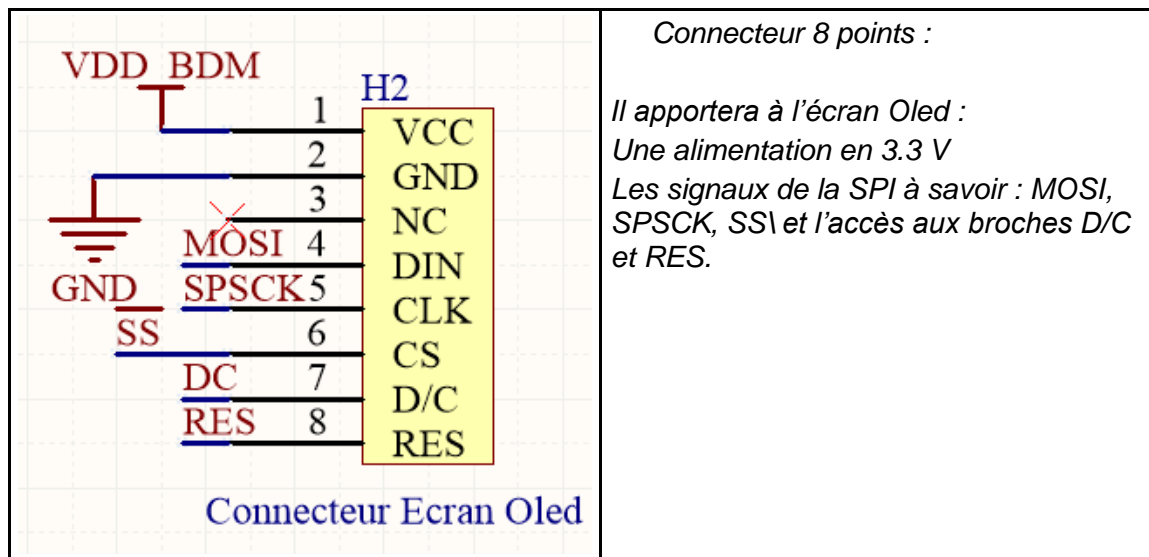 VDD BDM
H2
1 VCC
2 GND
3 NC
MOSI 4 DIN
GND SPSCK 5 CLK
SS 6 CS
DC 7 D/C
RES 8 RES
Connecteur Ecran Oled
Connecteur 8 points :
Il apportera à l’écran Oled :
Une alimentation en 3.3 V
Les signaux de la SPI à savoir : MOSI,
SPSCK, SS\ et l’accès aux broches D/C
et RES.